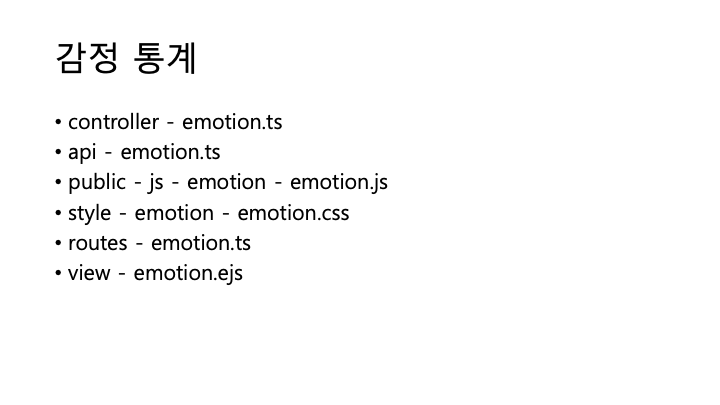 감정 통계
• controller - emotion.ts
• api - emotion.ts
• public - js - emotion - emotion.js
• style - emotion - emotion.css
• routes - emotion.ts
• view - emotion.ejs